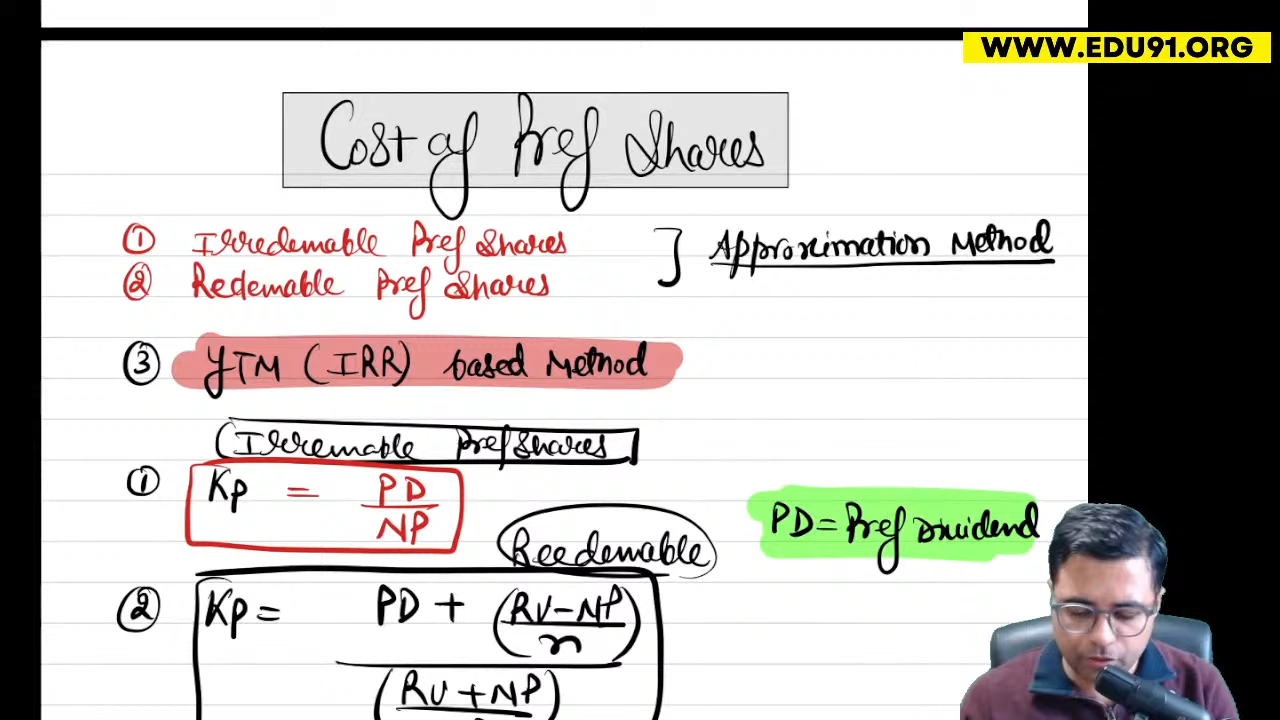 WWW.EDU91.ORG
Cost of Pref Shares
① Irredemable Pref Shares
② Redemable Pref Shares
] Approximation Method
③ YTM (IRR) based Method
(Irremable Pref Shares
① Kp = PD
NP
PD = Pref Dividend
Reedemable
② Kp = PD + (RV - NP
n)
(RV + NP)